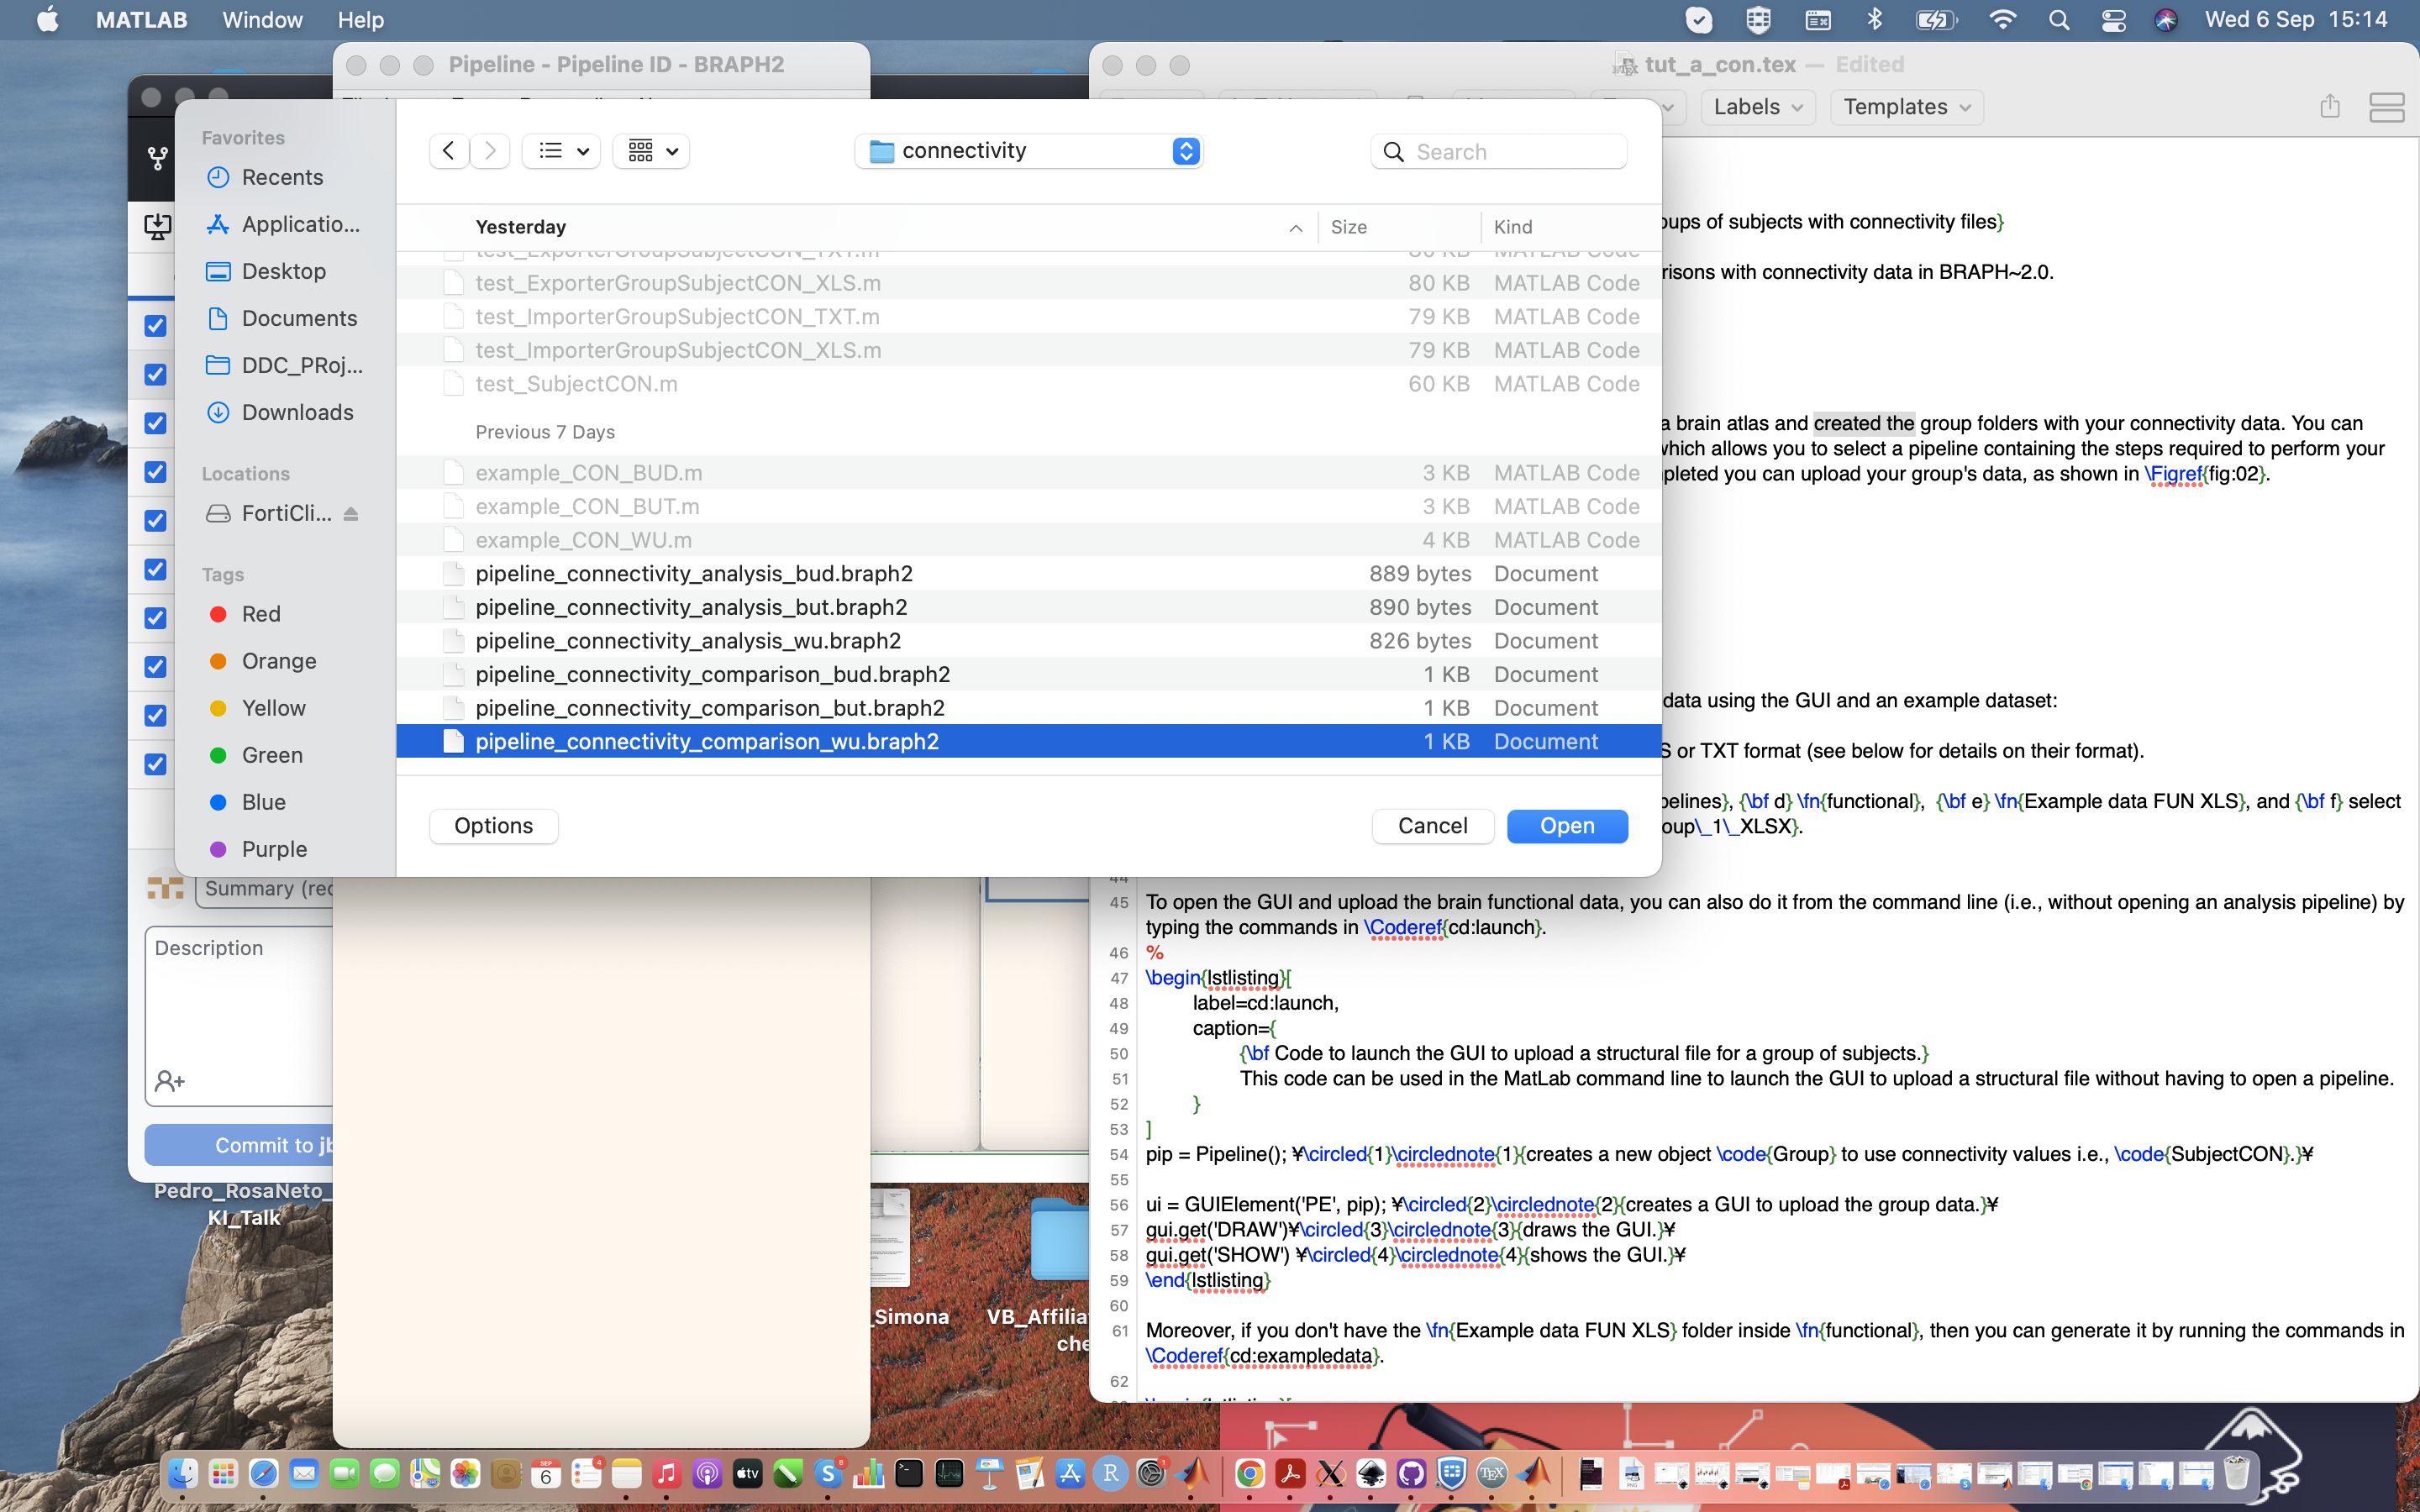 MATLAB Window Help
Wed 6 Sep 15:14
Pipeline - Pipeline ID - BRAPH2
tut_a_con.tex — Edited
Labels
Templates
Favorites
Recents
Applicatio...
Desktop
Documents
DDC_PRoj...
Downloads
Locations
FortiCli...
Tags
Red
Orange
Yellow
Green
Blue
Purple
connectivity
Search
Yesterday Size Kind
test_ExporterGroupSubjectCON_TXT.m 80 KB MATLAB Code
test_ExporterGroupSubjectCON_XLS.m 80 KB MATLAB Code
test_ImporterGroupSubjectCON_TXT.m 79 KB MATLAB Code
test_ImporterGroupSubjectCON_XLS.m 79 KB MATLAB Code
test_SubjectCON.m 60 KB MATLAB Code
Previous 7 Days
example_CON_BUD.m 3 KB MATLAB Code
example_CON_BUT.m 3 KB MATLAB Code
example_CON_WU.m 4 KB MATLAB Code
pipeline_connectivity_analysis_bud.braph2 889 bytes Document
pipeline_connectivity_analysis_but.braph2 890 bytes Document
pipeline_connectivity_analysis_wu.braph2 826 bytes Document
pipeline_connectivity_comparison_bud.braph2 1 KB Document
pipeline_connectivity_comparison_but.braph2 1 KB Document
pipeline_connectivity_comparison_wu.braph2 1 KB Document
Options
Cancel
Open
oups of subjects with connectivity files}
risons with connectivity data in BRAPH~2.0.
a brain atlas and created the group folders with your connectivity data. You can
which allows you to select a pipeline containing the steps required to perform your
pleted you can upload your group's data, as shown in \Figref{fig:02}.
data using the GUI and an example dataset:
S or TXT format (see below for details on their format).
pelines}, {\bf d} \fn{functional}, {\bf e} \fn{Example data FUN XLS}, and {\bf f} select
oup\_1\_XLSX}.
44
45 To open the GUI and upload the brain functional data, you can also do it from the command line (i.e., without opening an analysis pipeline) by
typing the commands in \Coderef{cd:launch}.
46 %
47 \begin{lstlisting}[
48 label=cd:launch,
49 caption={
50 {\bf Code to launch the GUI to upload a structural file for a group of subjects.}
51 This code can be used in the MatLab command line to launch the GUI to upload a structural file without having to open a pipeline.
52 }
53 ]
54 pip = Pipeline(); ¥\circled{1}\circlednote{1}{creates a new object \code{Group} to use connectivity values i.e., \code{SubjectCON}.}¥
55
56 ui = GUIElement('PE', pip); ¥\circled{2}\circlednote{2}{creates a GUI to upload the group data.}¥
57 gui.get('DRAW')¥\circled{3}\circlednote{3}{draws the GUI.}¥
58 gui.get('SHOW') ¥\circled{4}\circlednote{4}{shows the GUI.}¥
59 \end{lstlisting}
60
61 Moreover, if you don't have the \fn{Example data FUN XLS} folder inside \fn{functional}, then you can generate it by running the commands in
\Coderef{cd:exampledata}.
62
Summary (rec
Description
Commit to jb
Pedro_RosaNeto_
KI_Talk
_Simona
VB_Affilia
che
SEP
6
4
tv
8
1
R
TEX